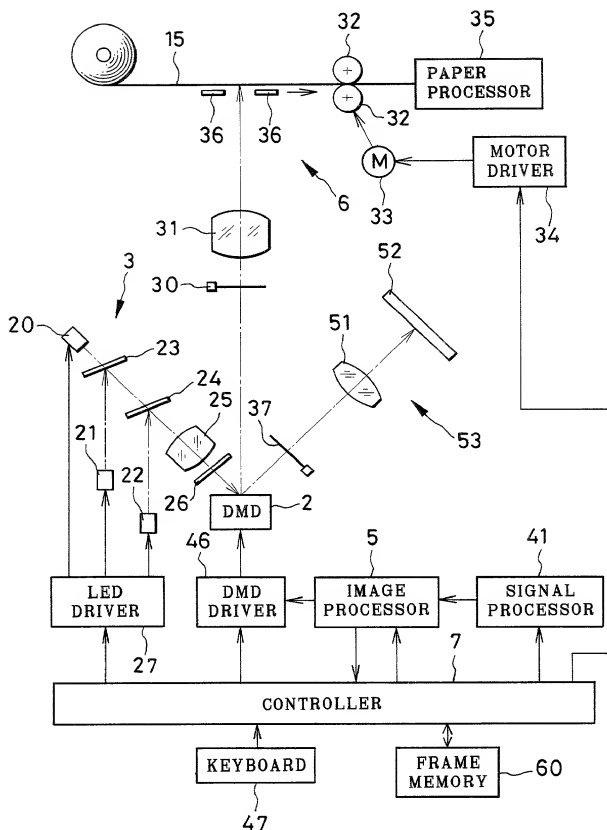 32
35
15
PAPER
PROCESSOR
36
36
32
M
33
MOTOR
DRIVER
34
6
31
52
3
30
20
51
23
24
25
37
53
21
26
22
DMD
2
46
5
41
LED
DRIVER
DMD
DRIVER
IMAGE
PROCESSOR
SIGNAL
PROCESSOR
27
7
CONTROLLER
KEYBOARD
FRAME
MEMORY
60
47